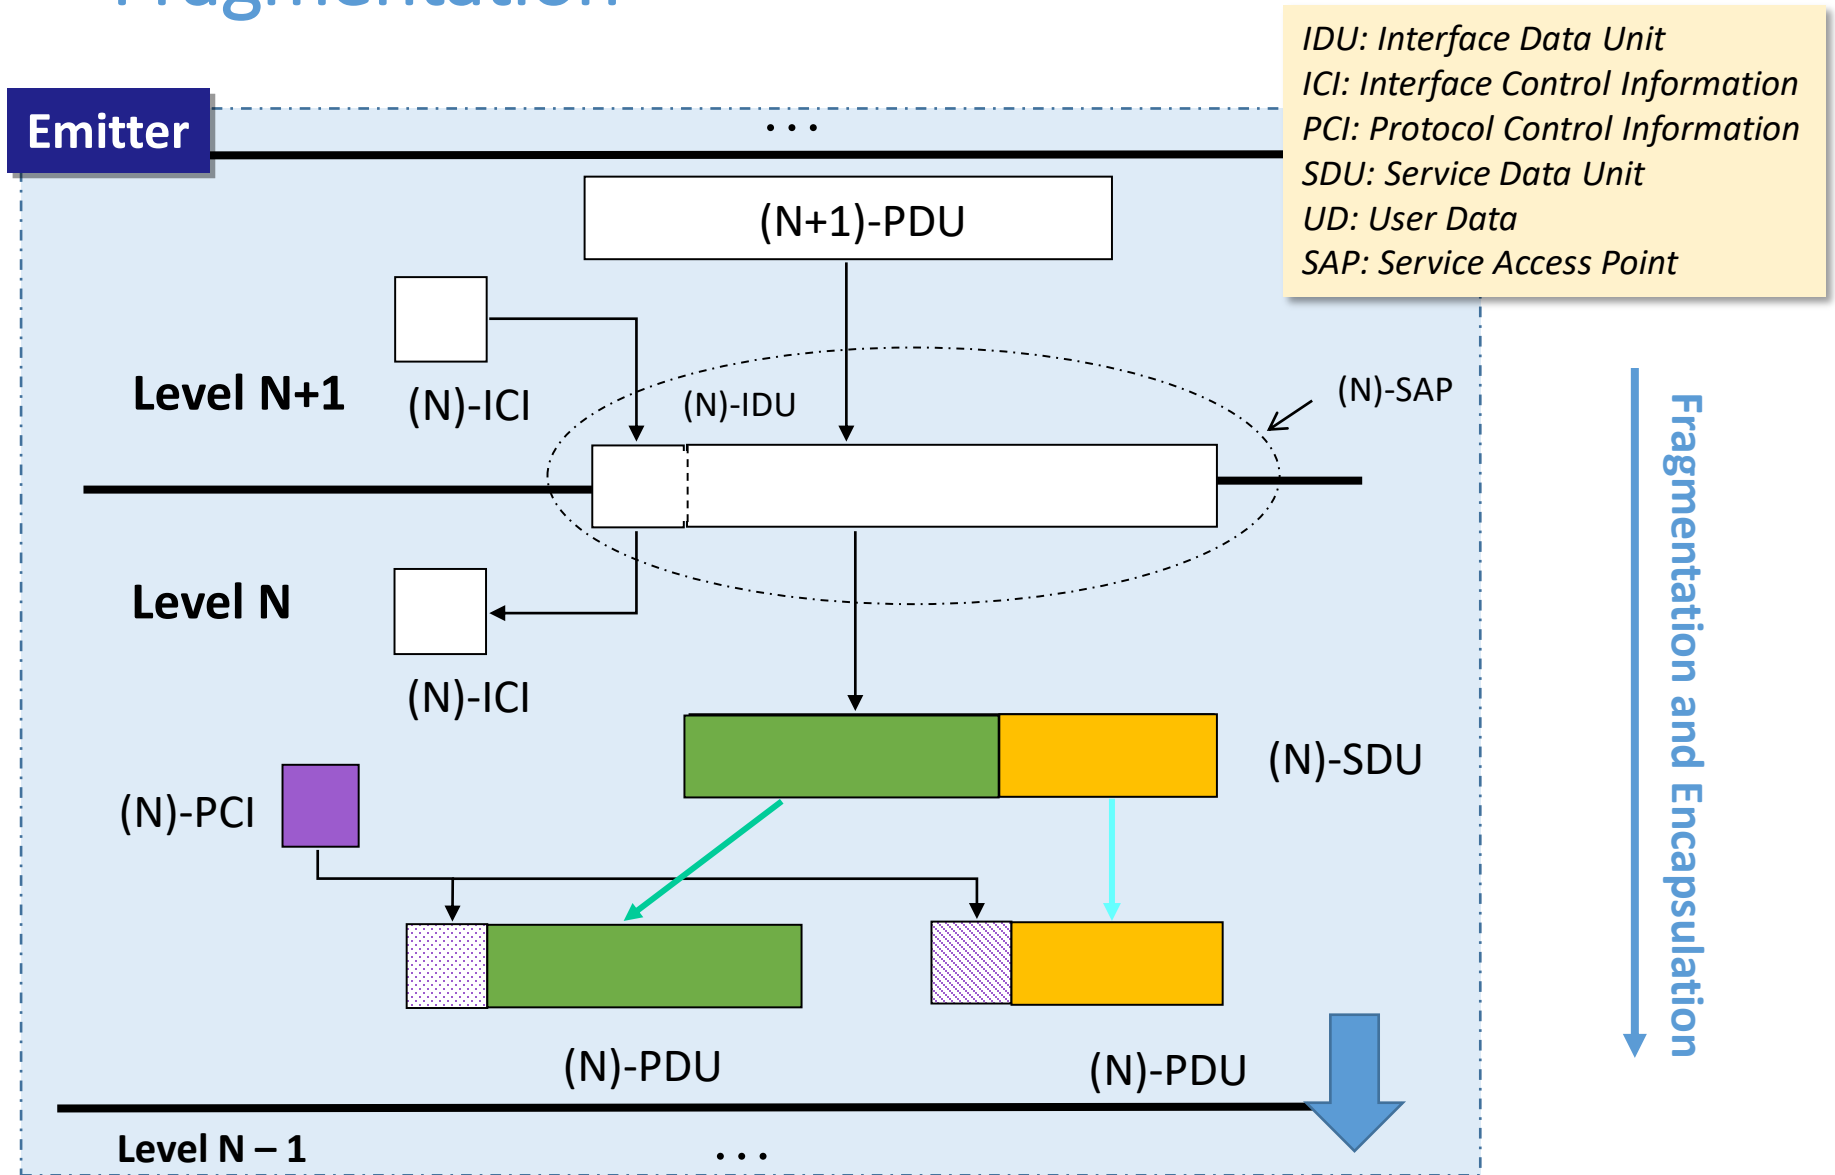 Fragmentation
IDU: Interface Data Unit
ICI: Interface Control Information
PCI: Protocol Control Information
SDU: Service Data Unit
UD: User Data
SAP: Service Access Point
Emitter
...
(N+1)-PDU
Level N+1
(N)-ICI
(N)-IDU
(N)-SAP
Level N
(N)-ICI
(N)-SDU
(N)-PCI
(N)-PDU
(N)-PDU
Level N – 1
...
Fragmentation and Encapsulation